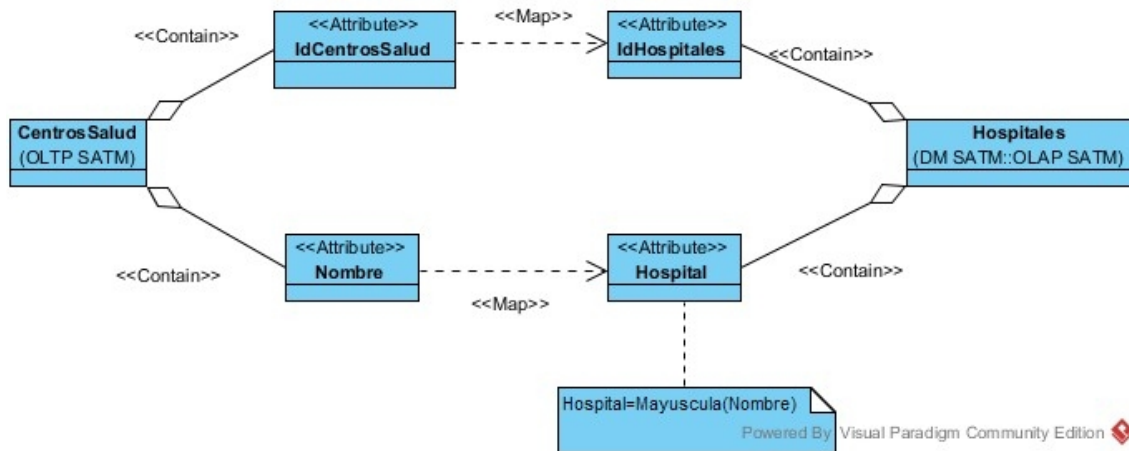 <<Attribute>>
IdCentrosSalud
<<Map>>
<<Attribute>>
IdHospitales
<<Contain>>
<<Contain>>
CentrosSalud
(OLTP SATM)
Hospitales
(DM SATM::OLAP SATM)
<<Contain>>
<<Attribute>>
Nombre
<<Map>>
<<Attribute>>
Hospital
<<Contain>>
Hospital=Mayuscula(Nombre)
Powered By Visual Paradigm Community Edition